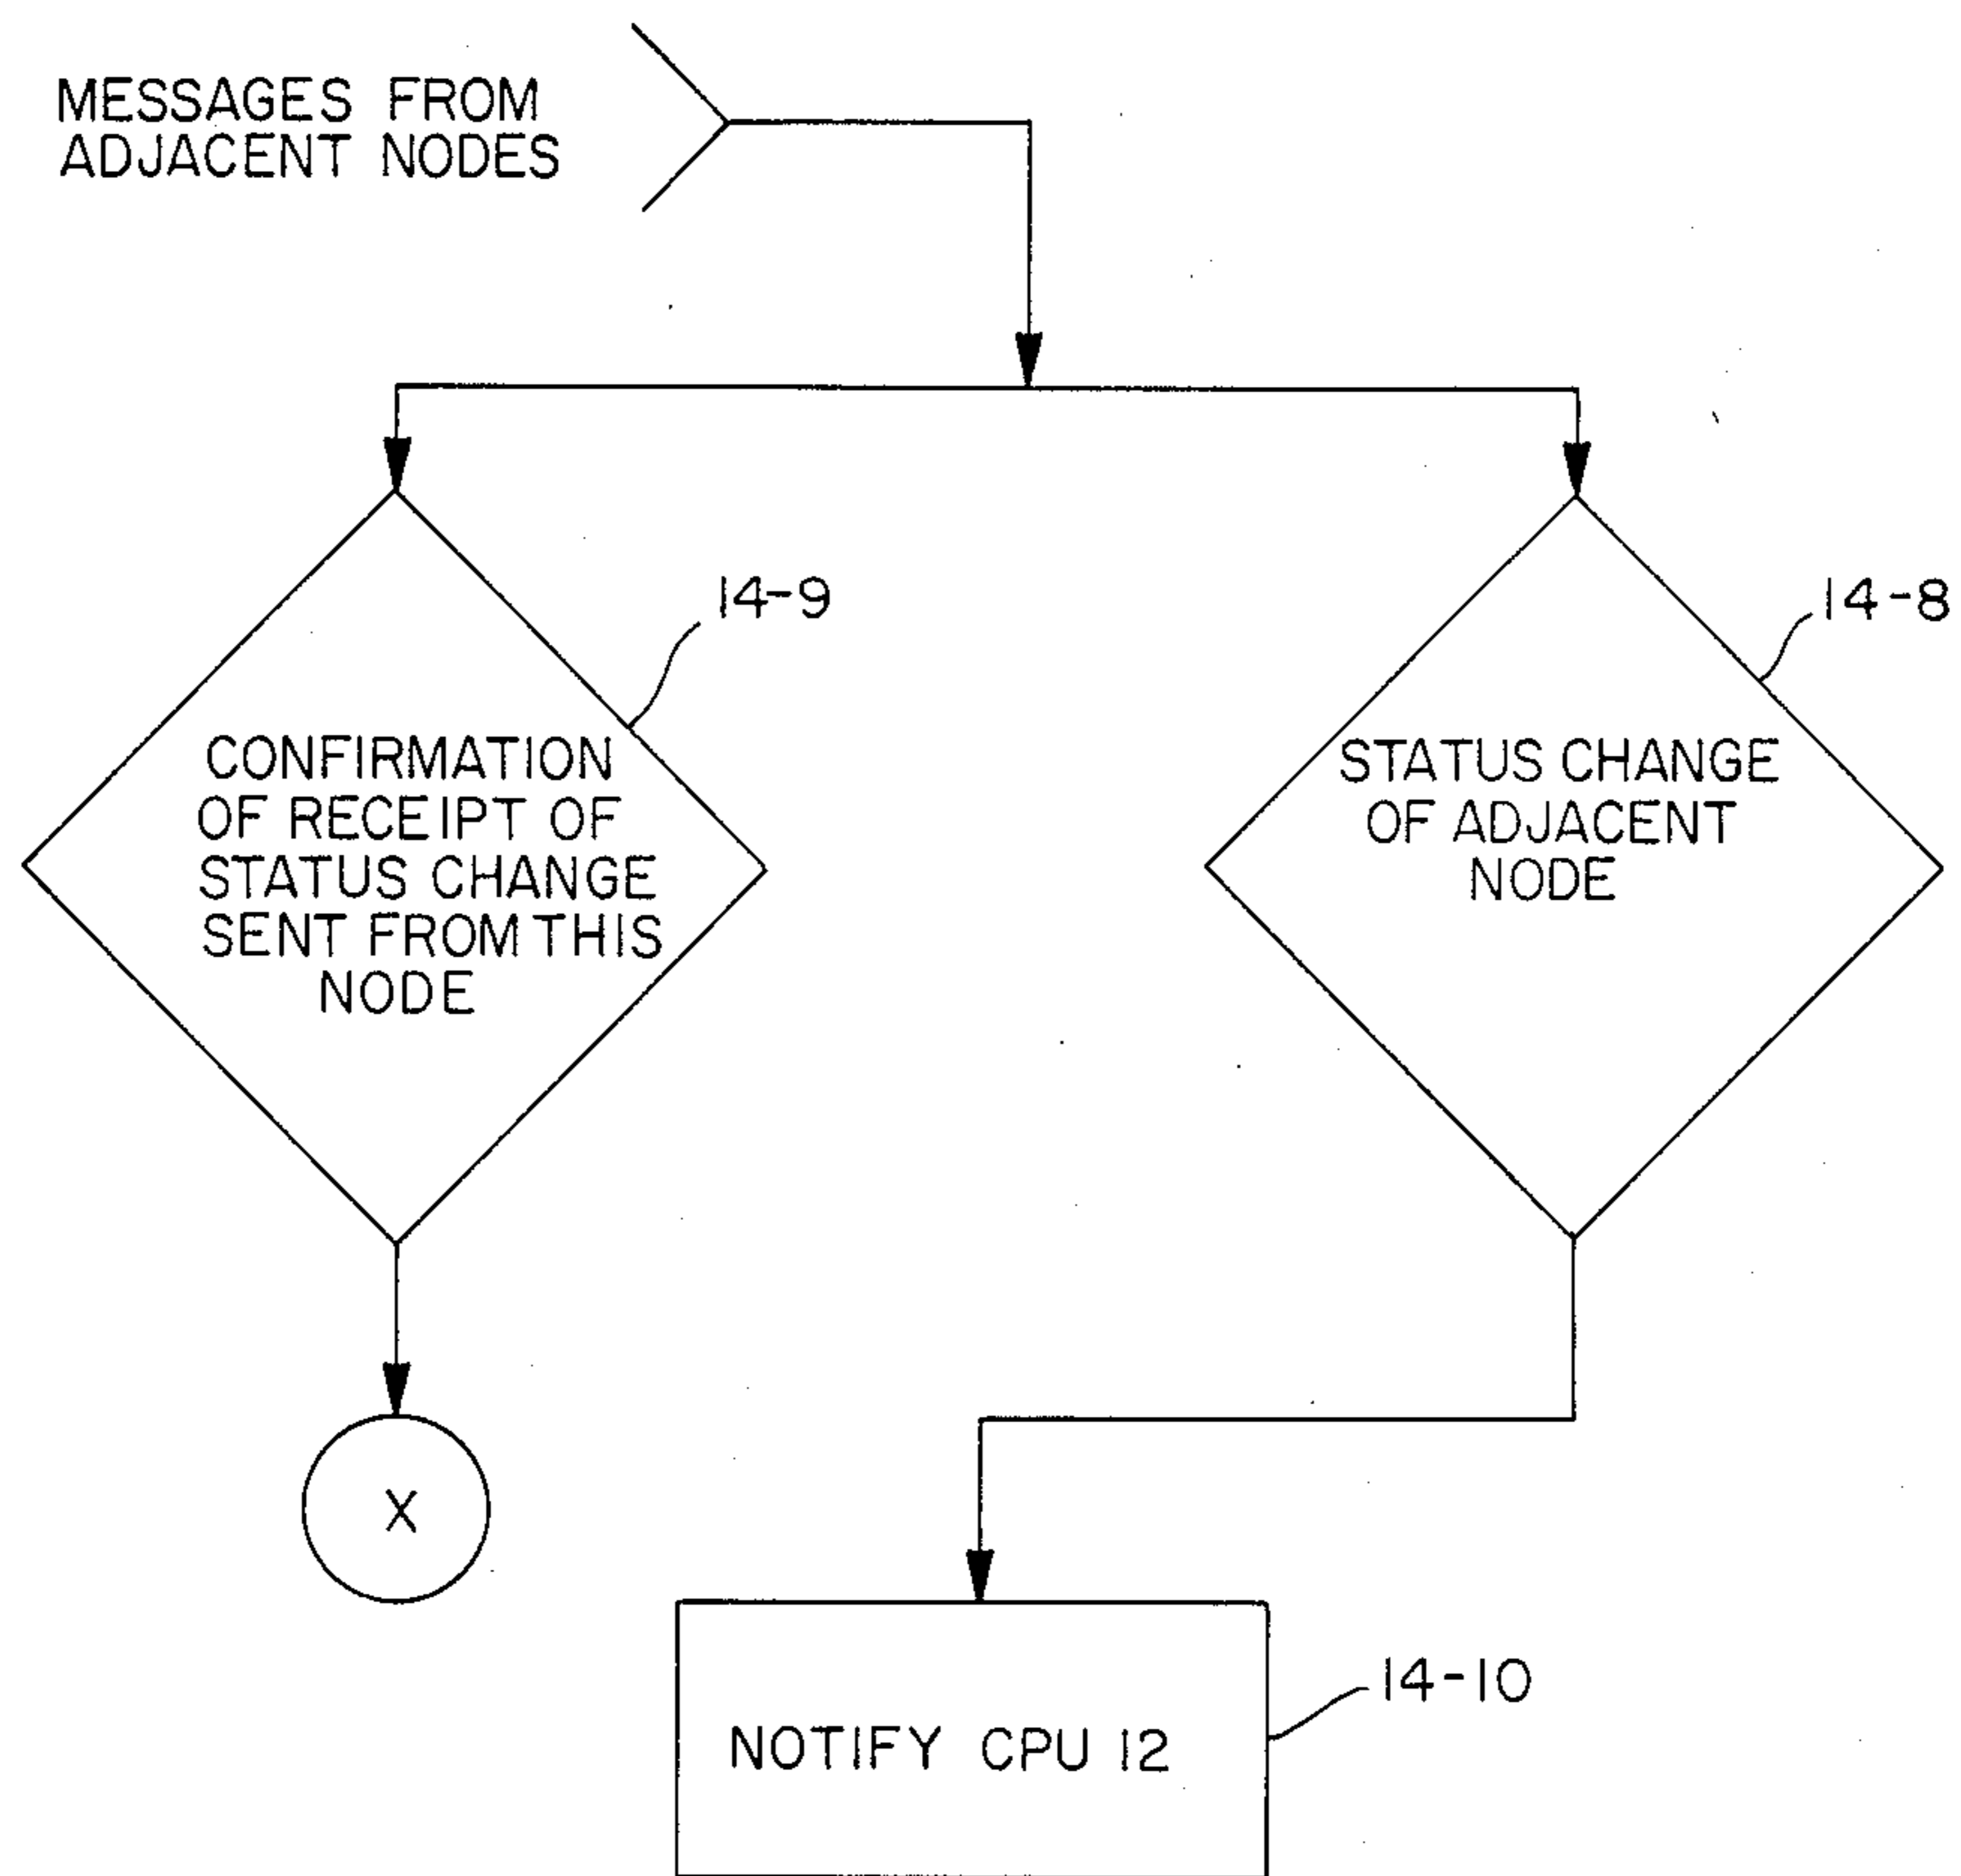 MESSAGES FROM
ADJACENT NODES
14-9
14-8
CONFIRMATION
OF RECEIPT OF
STATUS CHANGE
SENT FROM THIS
NODE
STATUS CHANGE
OF ADJACENT
NODE
X
14-10
NOTIFY CPU 12